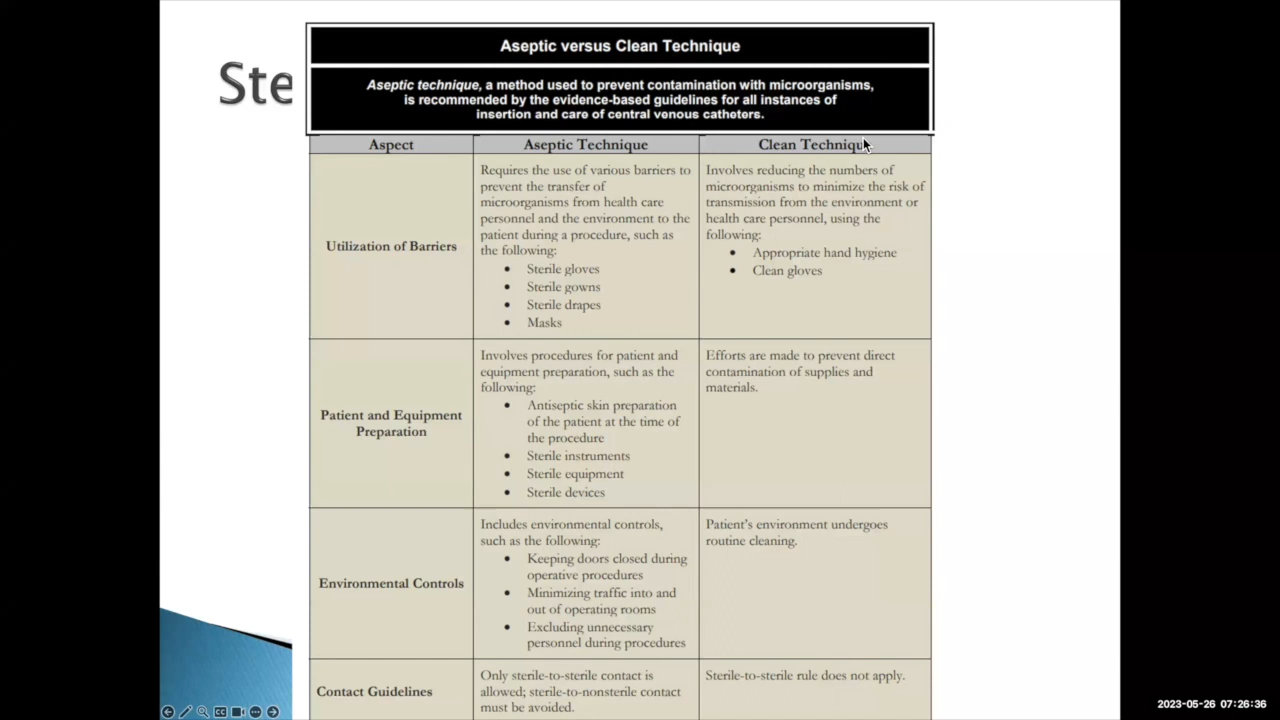 Ste
Aseptic versus Clean Technique
Aseptic technique, a method used to prevent contamination with microorganisms,
is recommended by the evidence-based guidelines for all instances of
insertion and care of central venous catheters.
Aspect
Aseptic Technique
Clean Technique
Utilization of Barriers
Requires the use of various barriers to
prevent the transfer of
microorganisms from health care
personnel and the environment to the
patient during a procedure, such as
the following:
• Sterile gloves
• Sterile gowns
• Sterile drapes
• Masks
Involves reducing the numbers of
microorganisms to minimize the risk of
transmission from the environment or
health care personnel, using the
following:
• Appropriate hand hygiene
• Clean gloves
Patient and Equipment
Preparation
Involves procedures for patient and
equipment preparation, such as the
following:
• Antiseptic skin preparation
of the patient at the time of
the procedure
• Sterile instruments
• Sterile equipment
• Sterile devices
Efforts are made to prevent direct
contamination of supplies and
materials.
Environmental Controls
Includes environmental controls,
such as the following:
• Keeping doors closed during
operative procedures
• Minimizing traffic into and
out of operating rooms
• Excluding unnecessary
personnel during procedures
Patient's environment undergoes
routine cleaning.
Contact Guidelines
Only sterile-to-sterile contact is
allowed; sterile-to-nonsterile contact
must be avoided.
Sterile-to-sterile rule does not apply.
2023-05-26 07:26:36